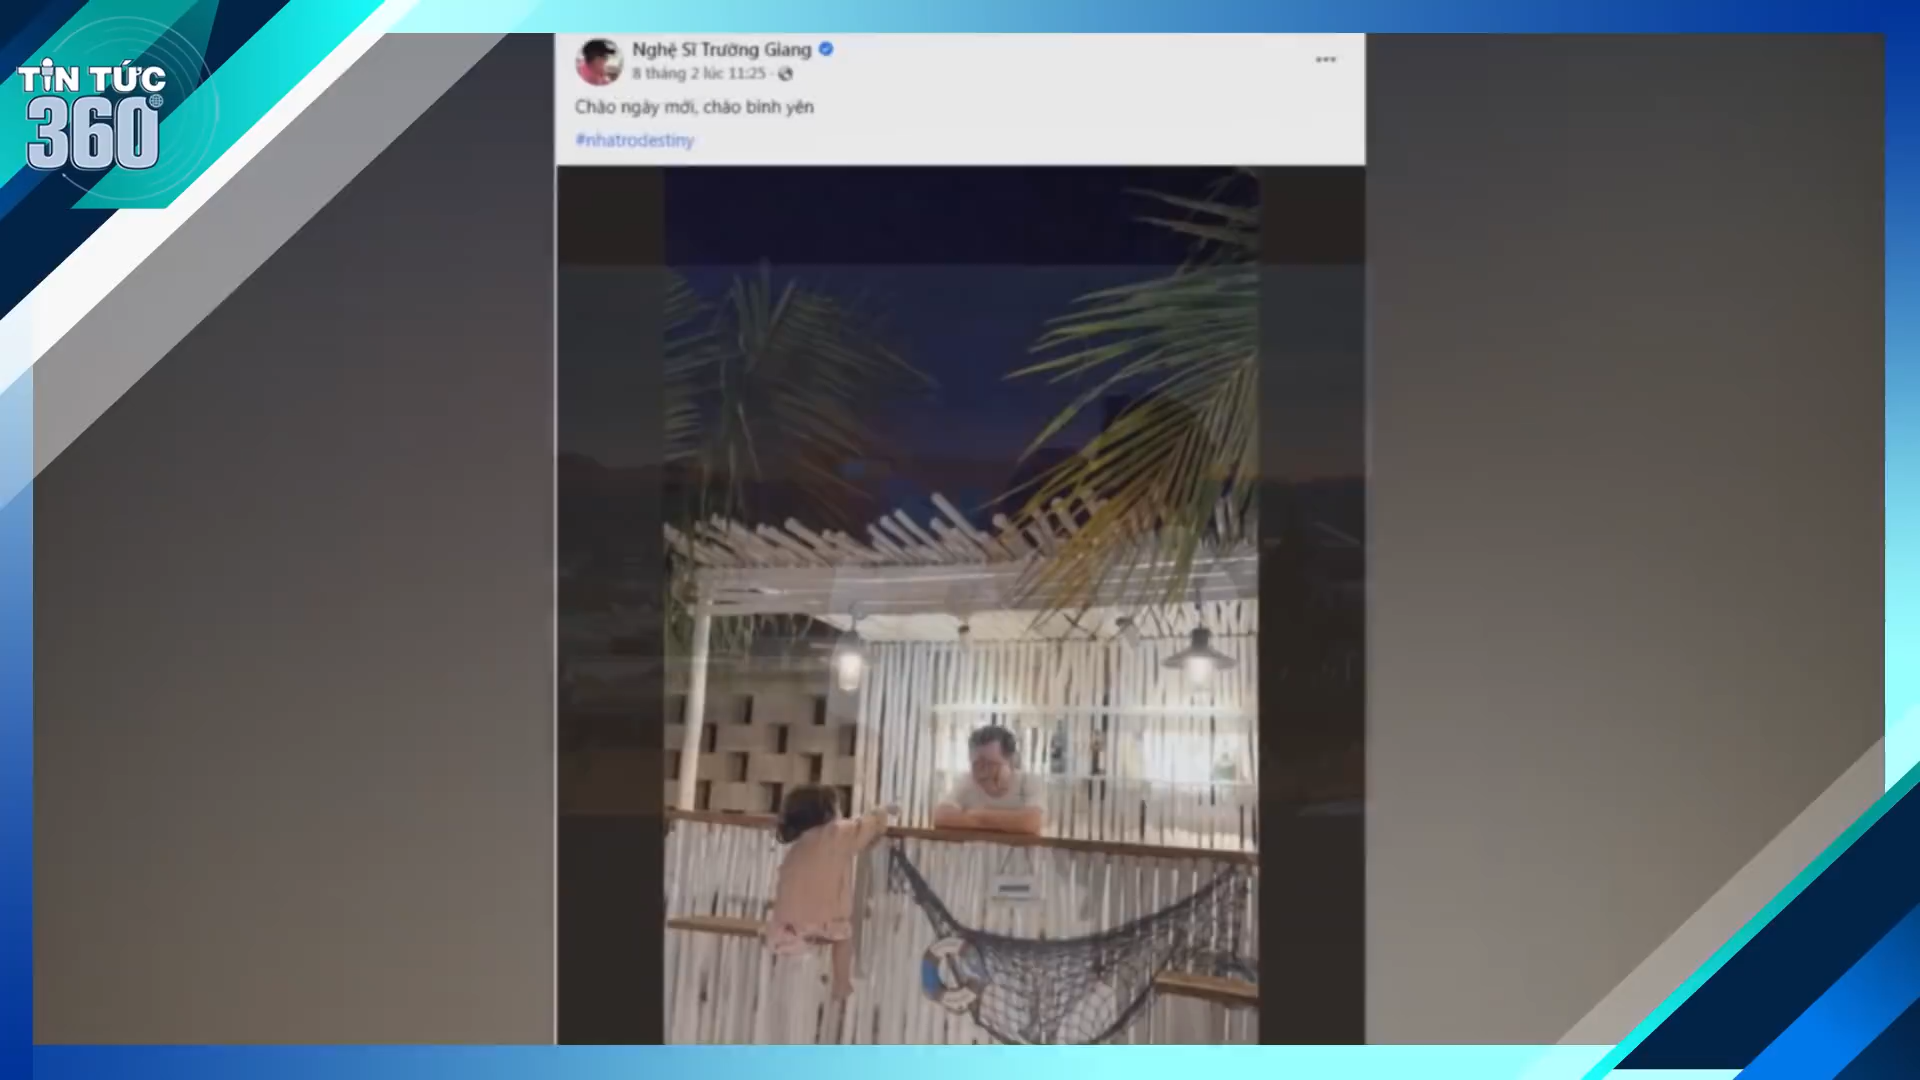 TIN TỨC
360°
Nghệ Sĩ Trường Giang
8 tháng 2 lúc 11:25 ·
Chào ngày mới, chào bình yên
#nhatrodestiny